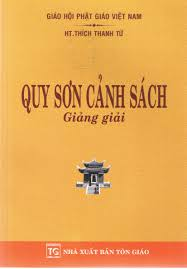 GIÁO HỘI PHẬT GIÁO VIỆT NAM
HT.THÍCH THANH TỪ
QUY SƠN CẢNH SÁCH
Giảng giải
TG NHÀ XUẤT BẢN TÔN GIÁO